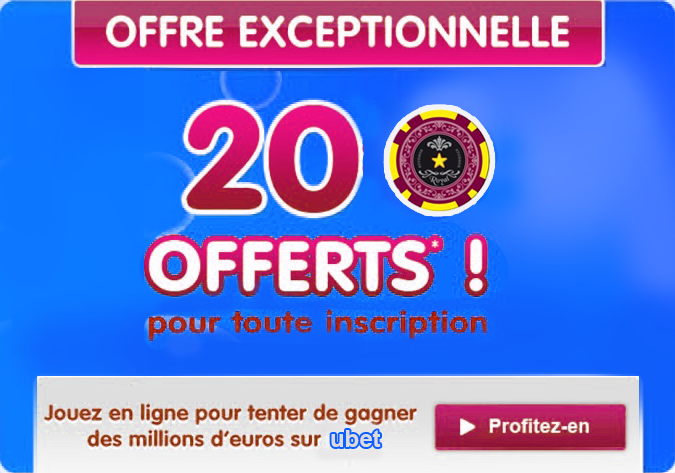 OFFRE EXCEPTIONNELLE
20
Royal
OFFERTS* !
pour toute inscription
Jouez en ligne pour tenter de gagner
des millions d'euros sur ubet
Profitez-en